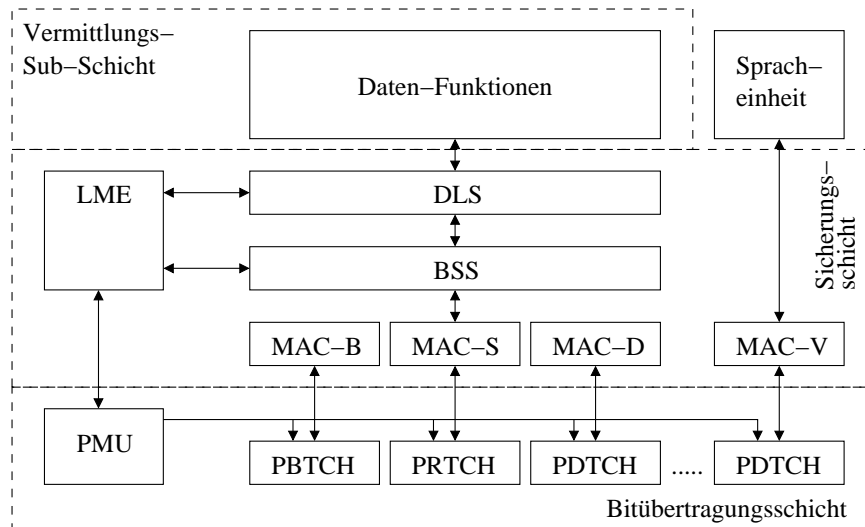 Vermittlungs–
Sub–Schicht
Daten–Funktionen
Sprach–
einheit
LME
DLS
BSS
Sicherungs–
schicht
MAC–B
MAC–S
MAC–D
MAC–V
PMU
PBTCH
PRTCH
PDTCH
.....
PDTCH
Bitübertragungsschicht